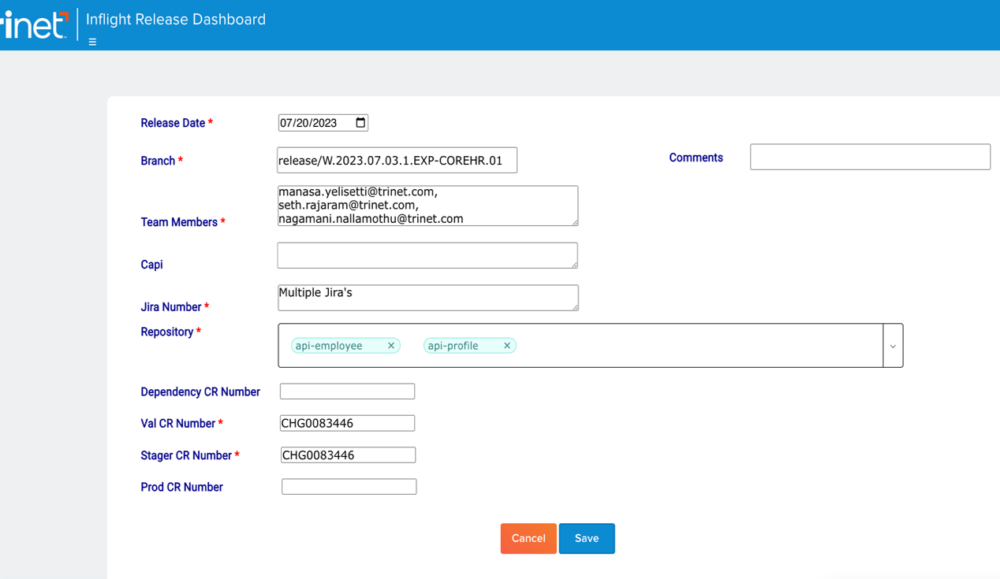 rinet
Inflight Release Dashboard
Release Date *
07/20/2023
Branch *
release/W.2023.07.03.1.EXP-COREHR.01
Comments
Team Members *
manasa.yelisetti@trinet.com,
seth.rajaram@trinet.com,
nagamani.nallamothu@trinet.com
Capi
Jira Number *
Multiple Jira's
Repository *
api-employee
api-profile
Dependency CR Number
Val CR Number *
CHG0083446
Stager CR Number *
CHG0083446
Prod CR Number
Cancel
Save